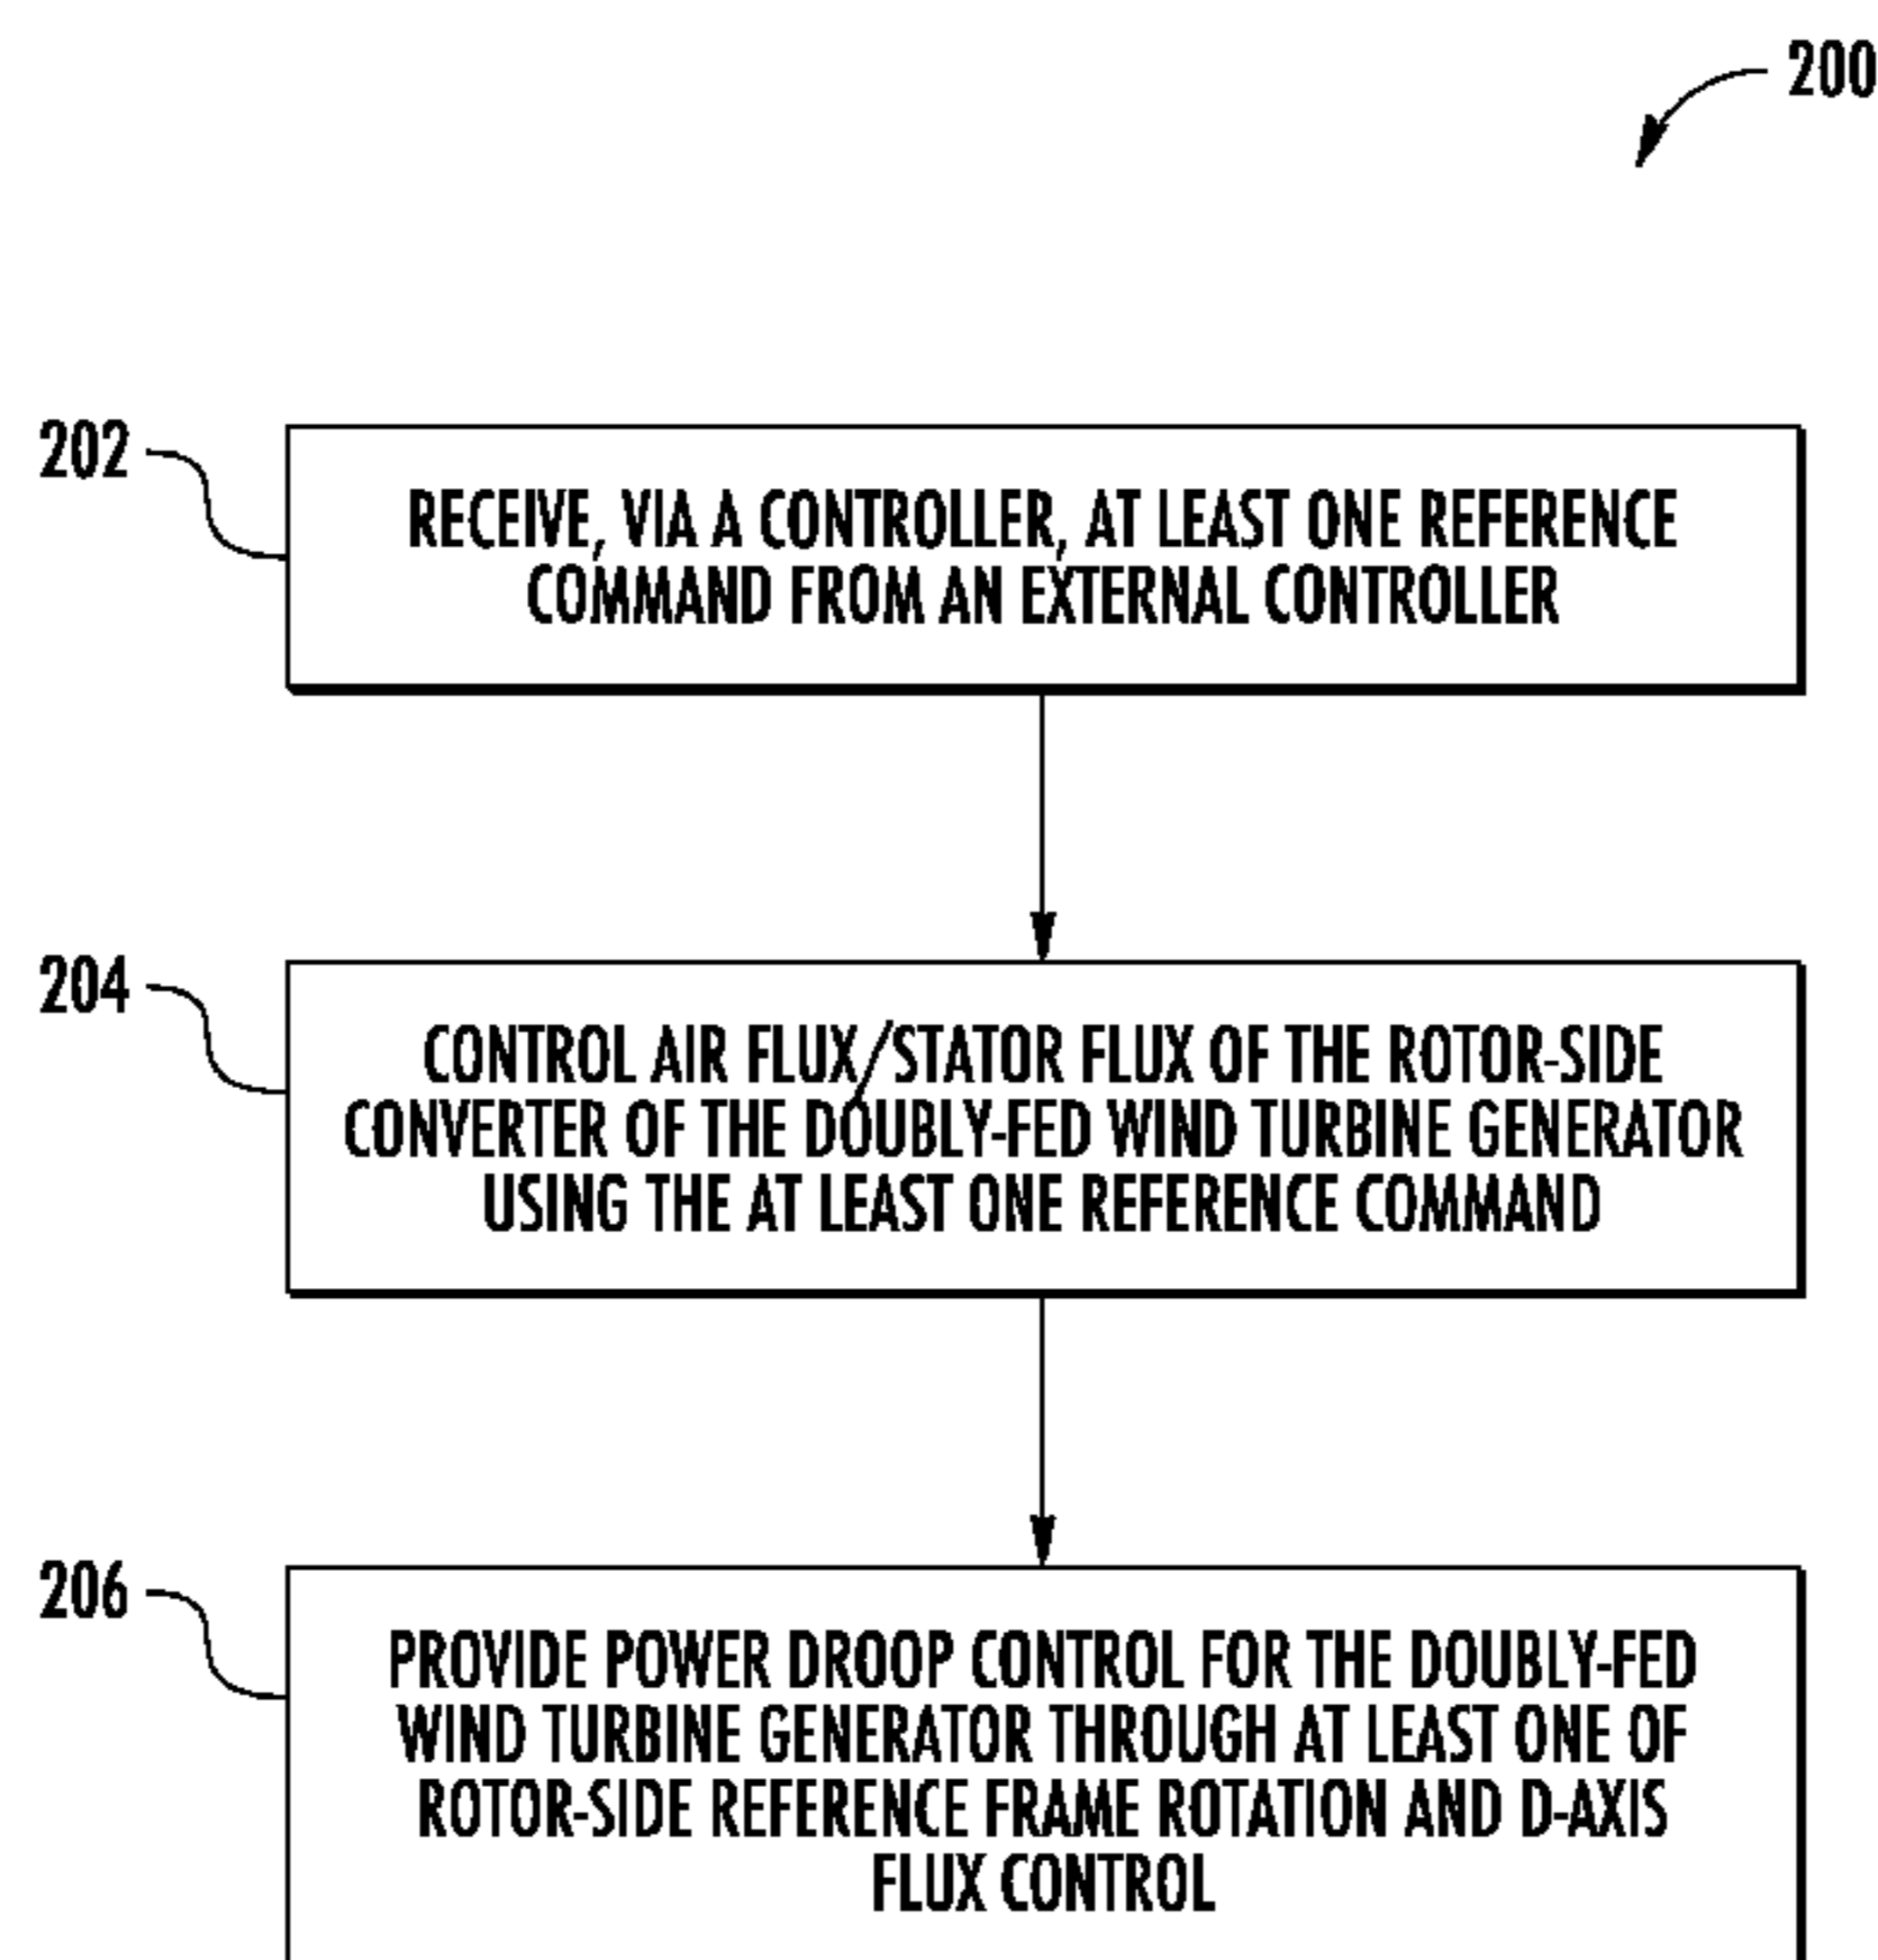 200
202
RECEIVE, VIA A CONTROLLER, AT LEAST ONE REFERENCE
COMMAND FROM AN EXTERNAL CONTROLLER
204
CONTROL AIR FLUX/STATOR FLUX OF THE ROTOR-SIDE
CONVERTER OF THE DOUBLY-FED WIND TURBINE GENERATOR
USING THE AT LEAST ONE REFERENCE COMMAND
206
PROVIDE POWER DROOP CONTROL FOR THE DOUBLY-FED
WIND TURBINE GENERATOR THROUGH AT LEAST ONE OF
ROTOR-SIDE REFERENCE FRAME ROTATION AND D-AXIS
FLUX CONTROL